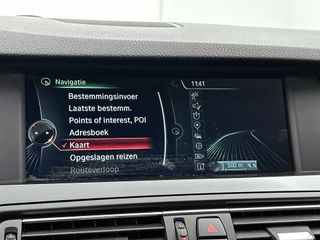 Navigatie
11:41
Bestemmingsinvoer
Laatste bestemm.
Points of interest, POI
Adresboek
Kaart
Opgeslagen reizen
Routeverloop
500 m